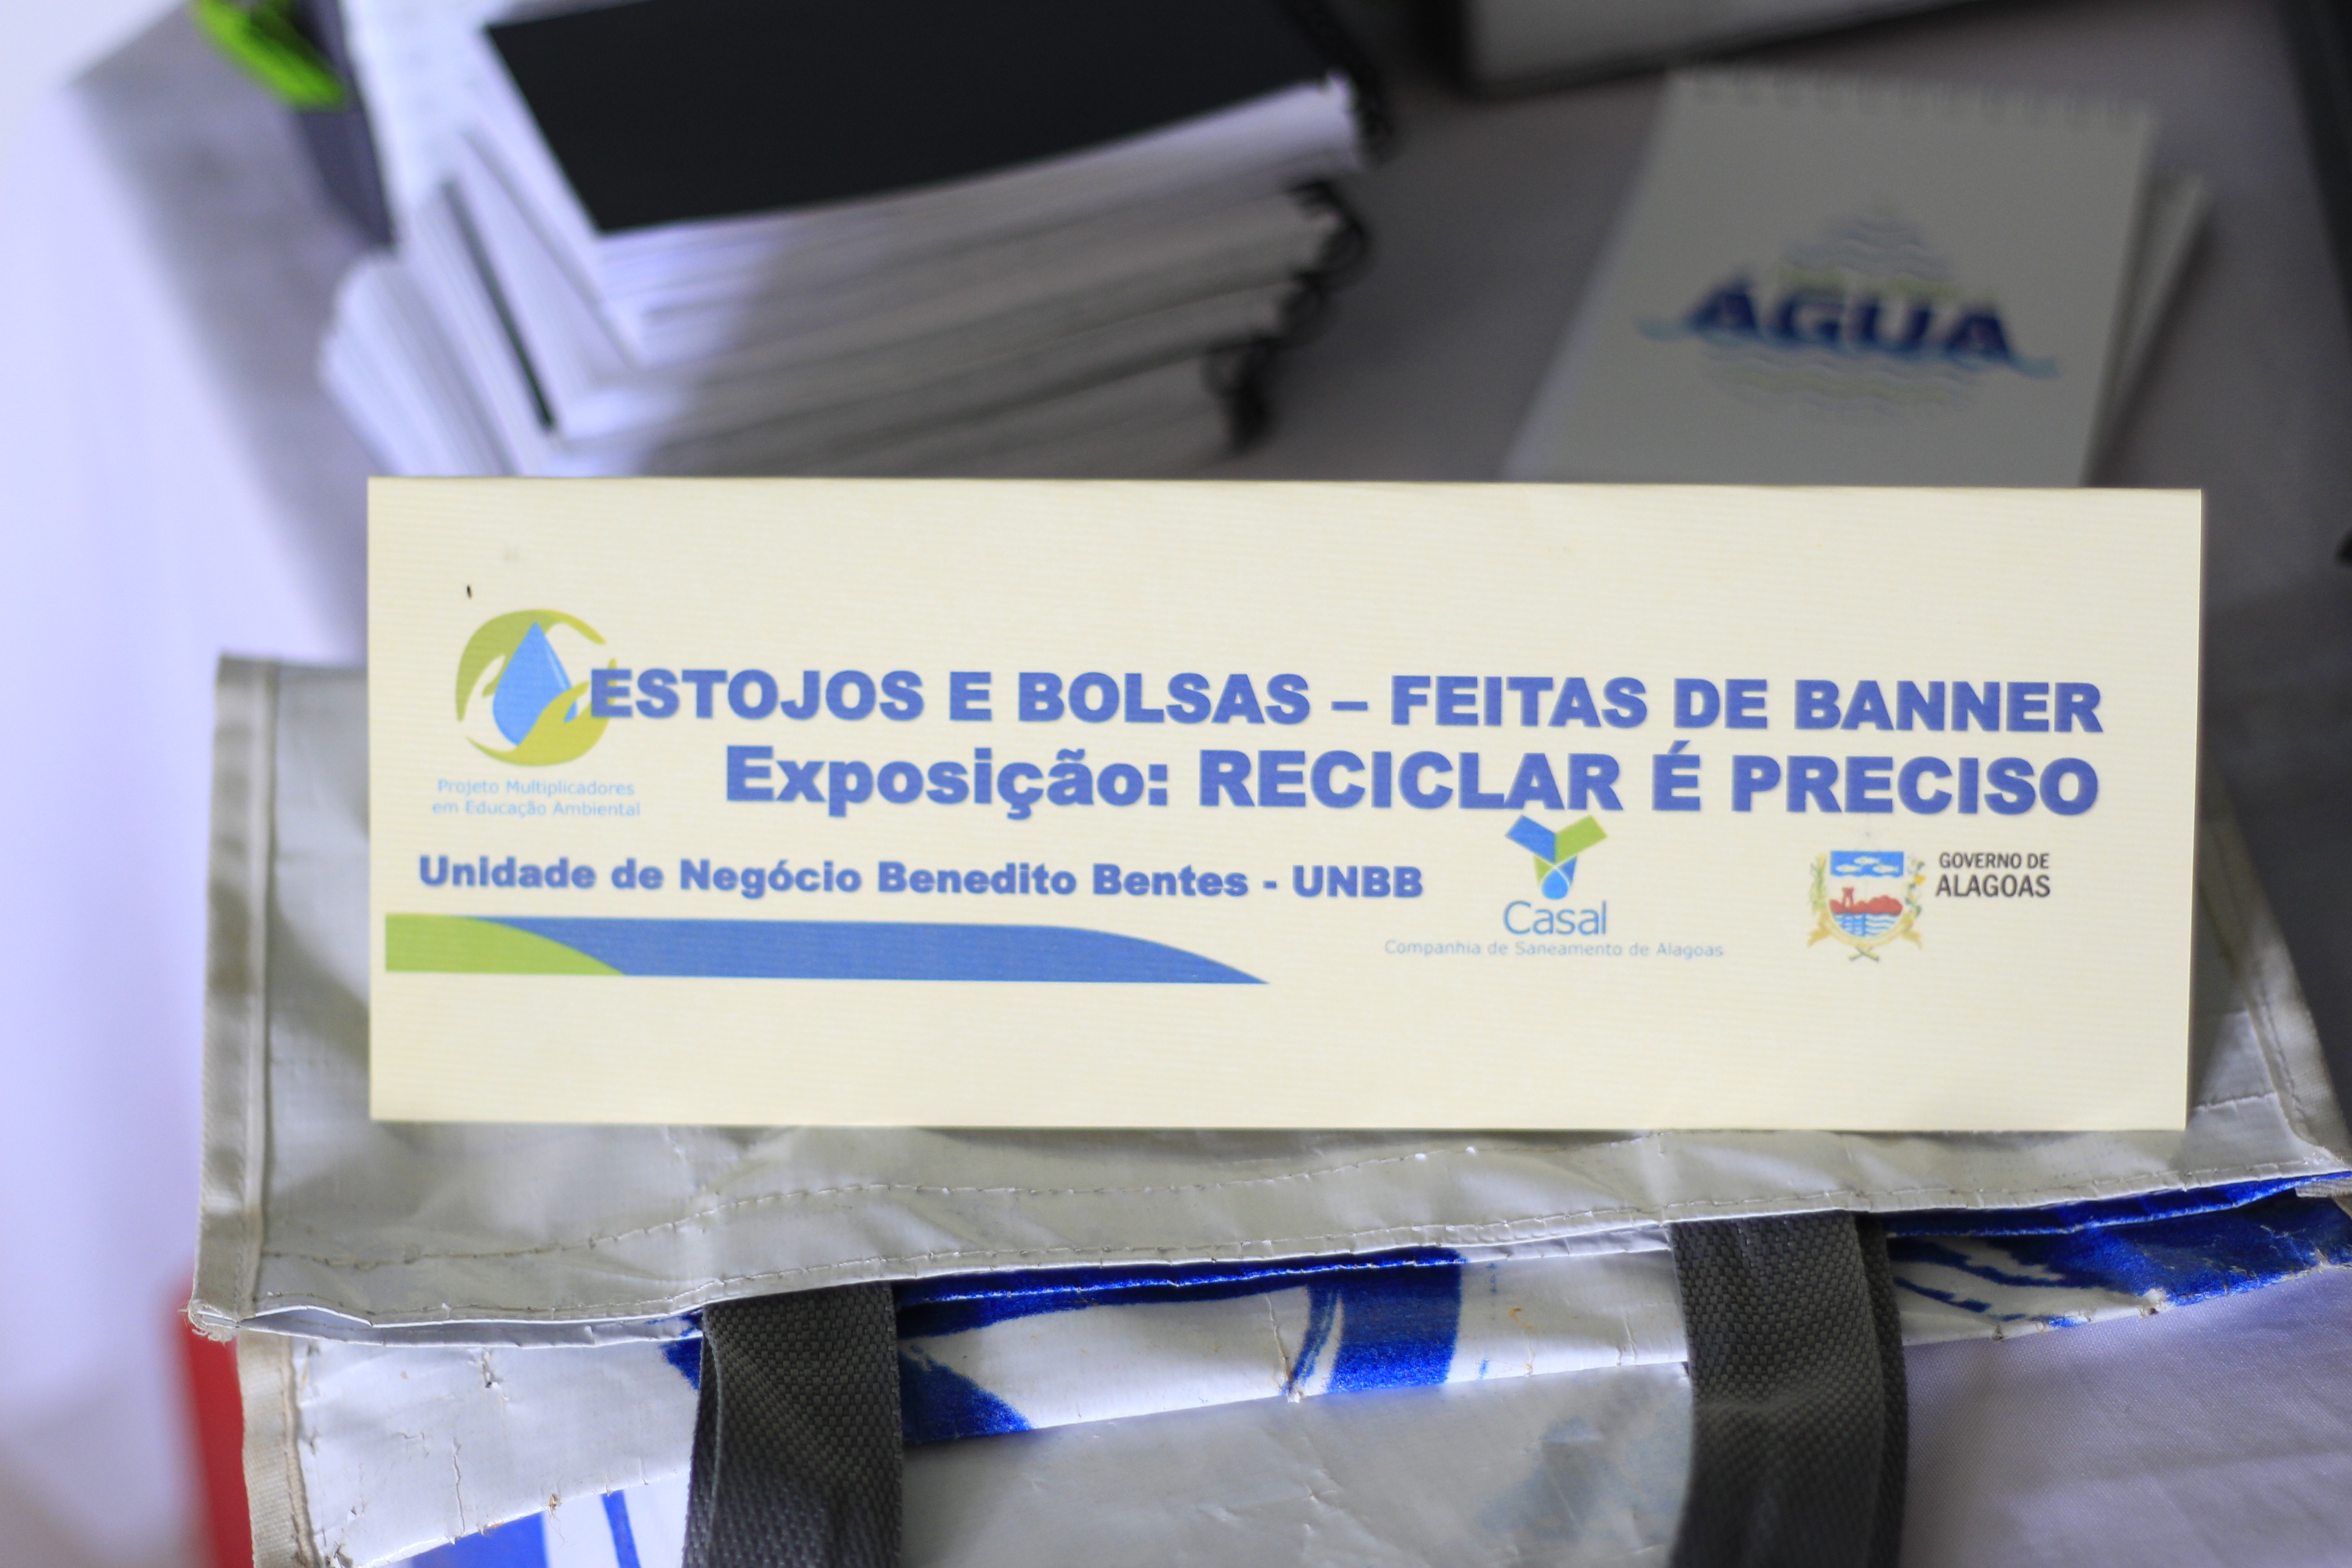 ÁGUA
ESTOJOS E BOLSAS – FEITAS DE BANNER
Exposição: RECICLAR É PRECISO
Projeto Multiplicadores
em Educação Ambiental
Unidade de Negócio Benedito Bentes - UNBB
Casal
Companhia de Saneamento de Alagoas
GOVERNO DE
ALAGOAS